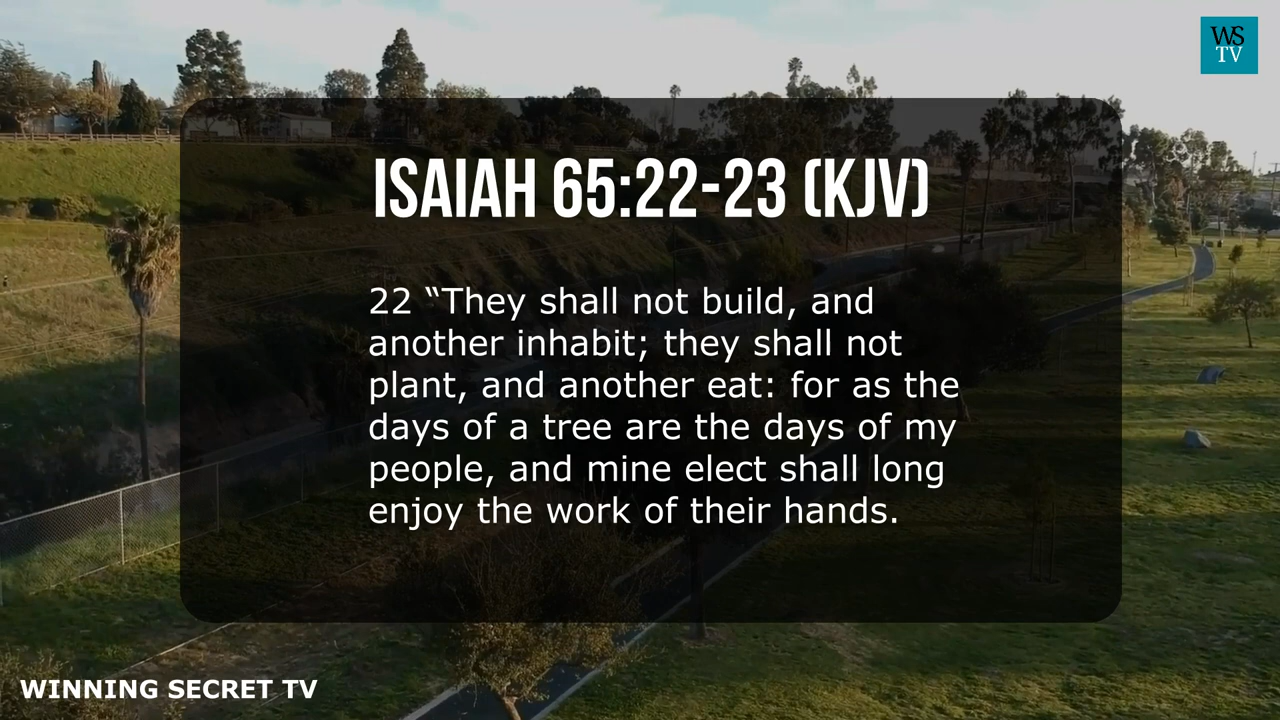 WS
TV
ISAIAH 65:22-23 (KJV)
22 “They shall not build, and
another inhabit; they shall not
plant, and another eat: for as the
days of a tree are the days of my
people, and mine elect shall long
enjoy the work of their hands.
WINNING SECRET TV